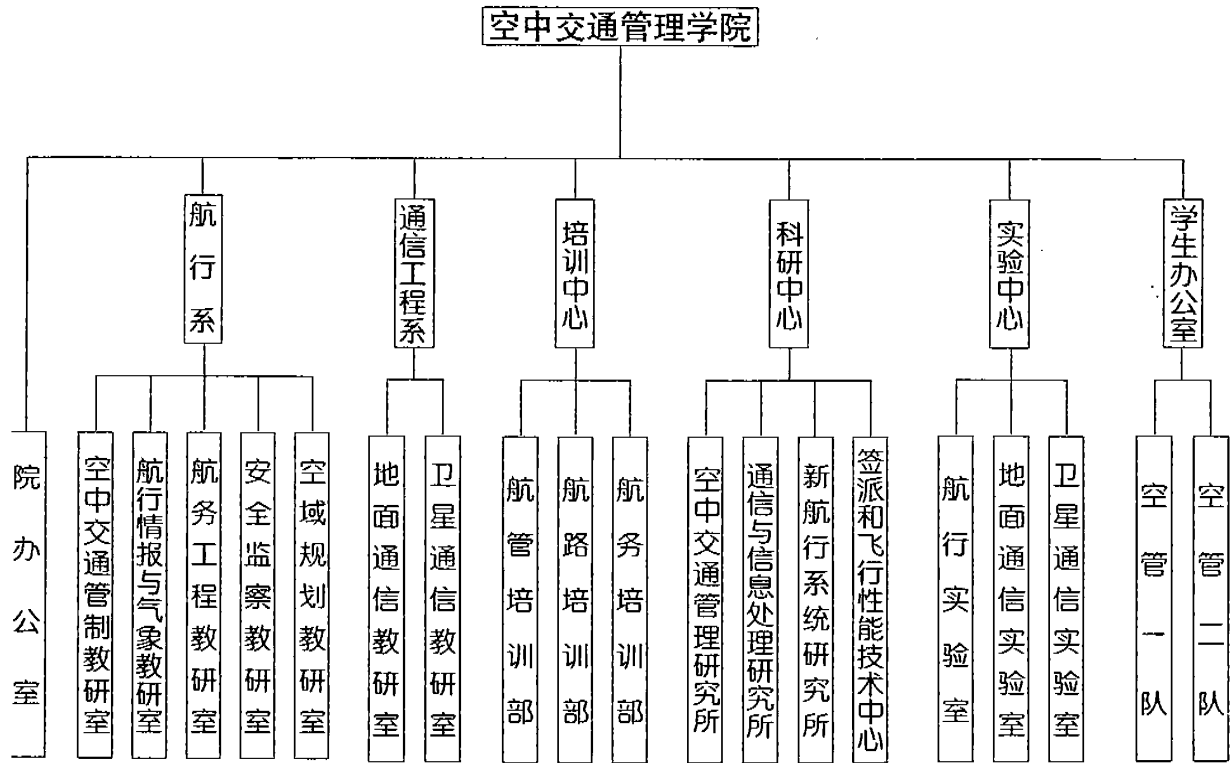 空中交通管理学院
航行系
通信工程系
培训中心
科研中心
实验中心
学生办公室
院办公室
空中交通管制教研室
航行情报与气象教研室
航务工程教研室
安全监察教研室
空域规划教研室
地面通信教研室
卫星通信教研室
航管培训部
航路培训部
航务培训部
空中交通管理研究所
通信与信息处理研究所
新航行系统研究所
签派和飞行性能技术中心
航行实验室
地面通信实验室
卫星通信实验室
空管一队
空管二队